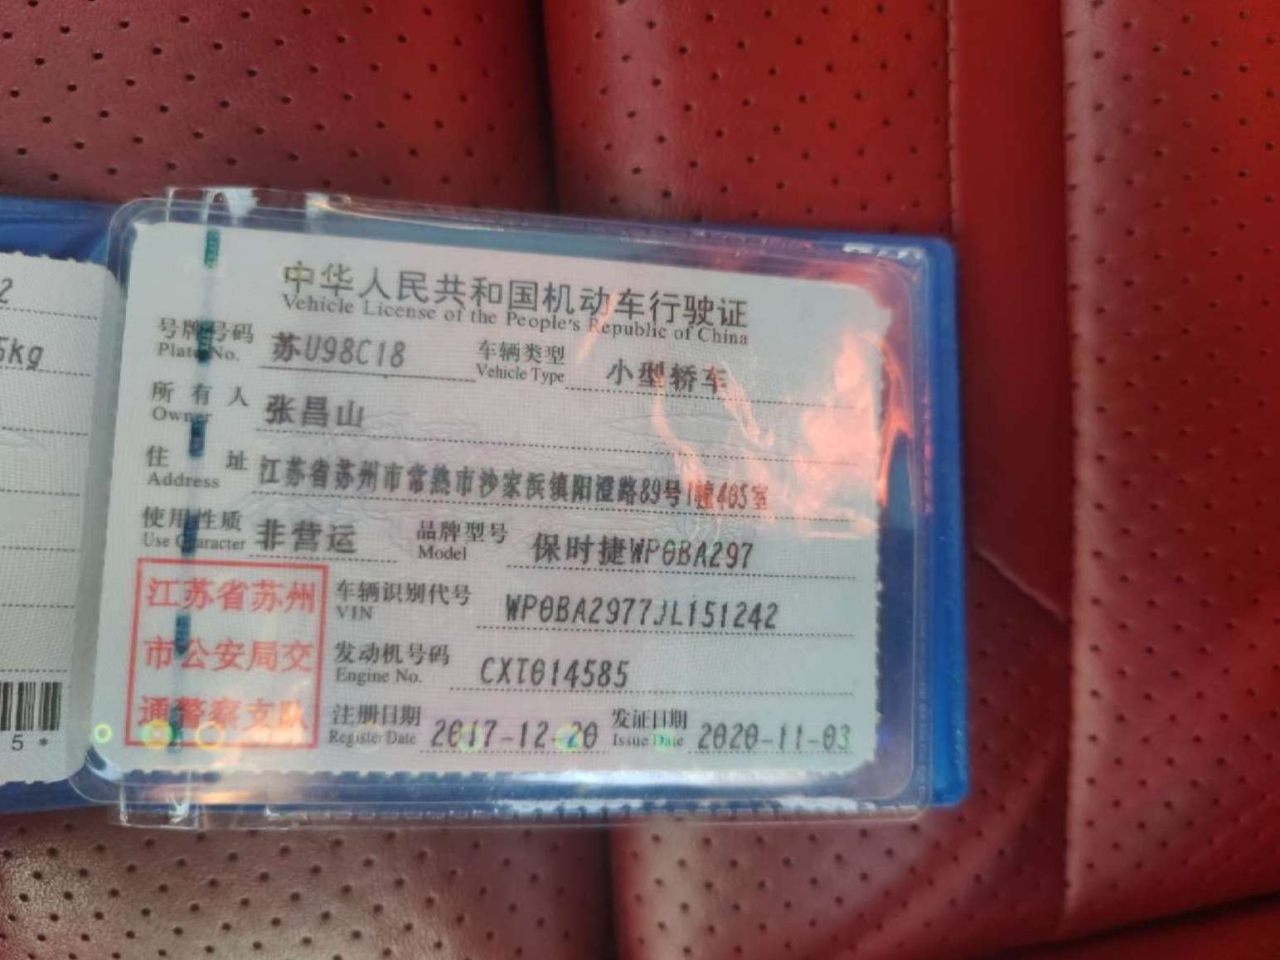 2
5kg
5*
中华人民共和国机动车行驶证
Vehicle License of the People's Republic of China
号牌号码 苏U98C18 车辆类型 小型轿车
Plate No. Vehicle Type
所有人 张昌山
Owner
住址 江苏省苏州市常熟市沙家浜镇阳澄路89号1幢405室
Address
使用性质 非营运 品牌型号 保时捷WP0BA297
Use Character Model
江苏省苏州
市公安局交
通警察支队
车辆识别代号 WP0BA2977JL151242
VIN
发动机号码 CXT014585
Engine No.
注册日期 2017-12-20 发证日期 2020-11-03
Register Date Issue Date